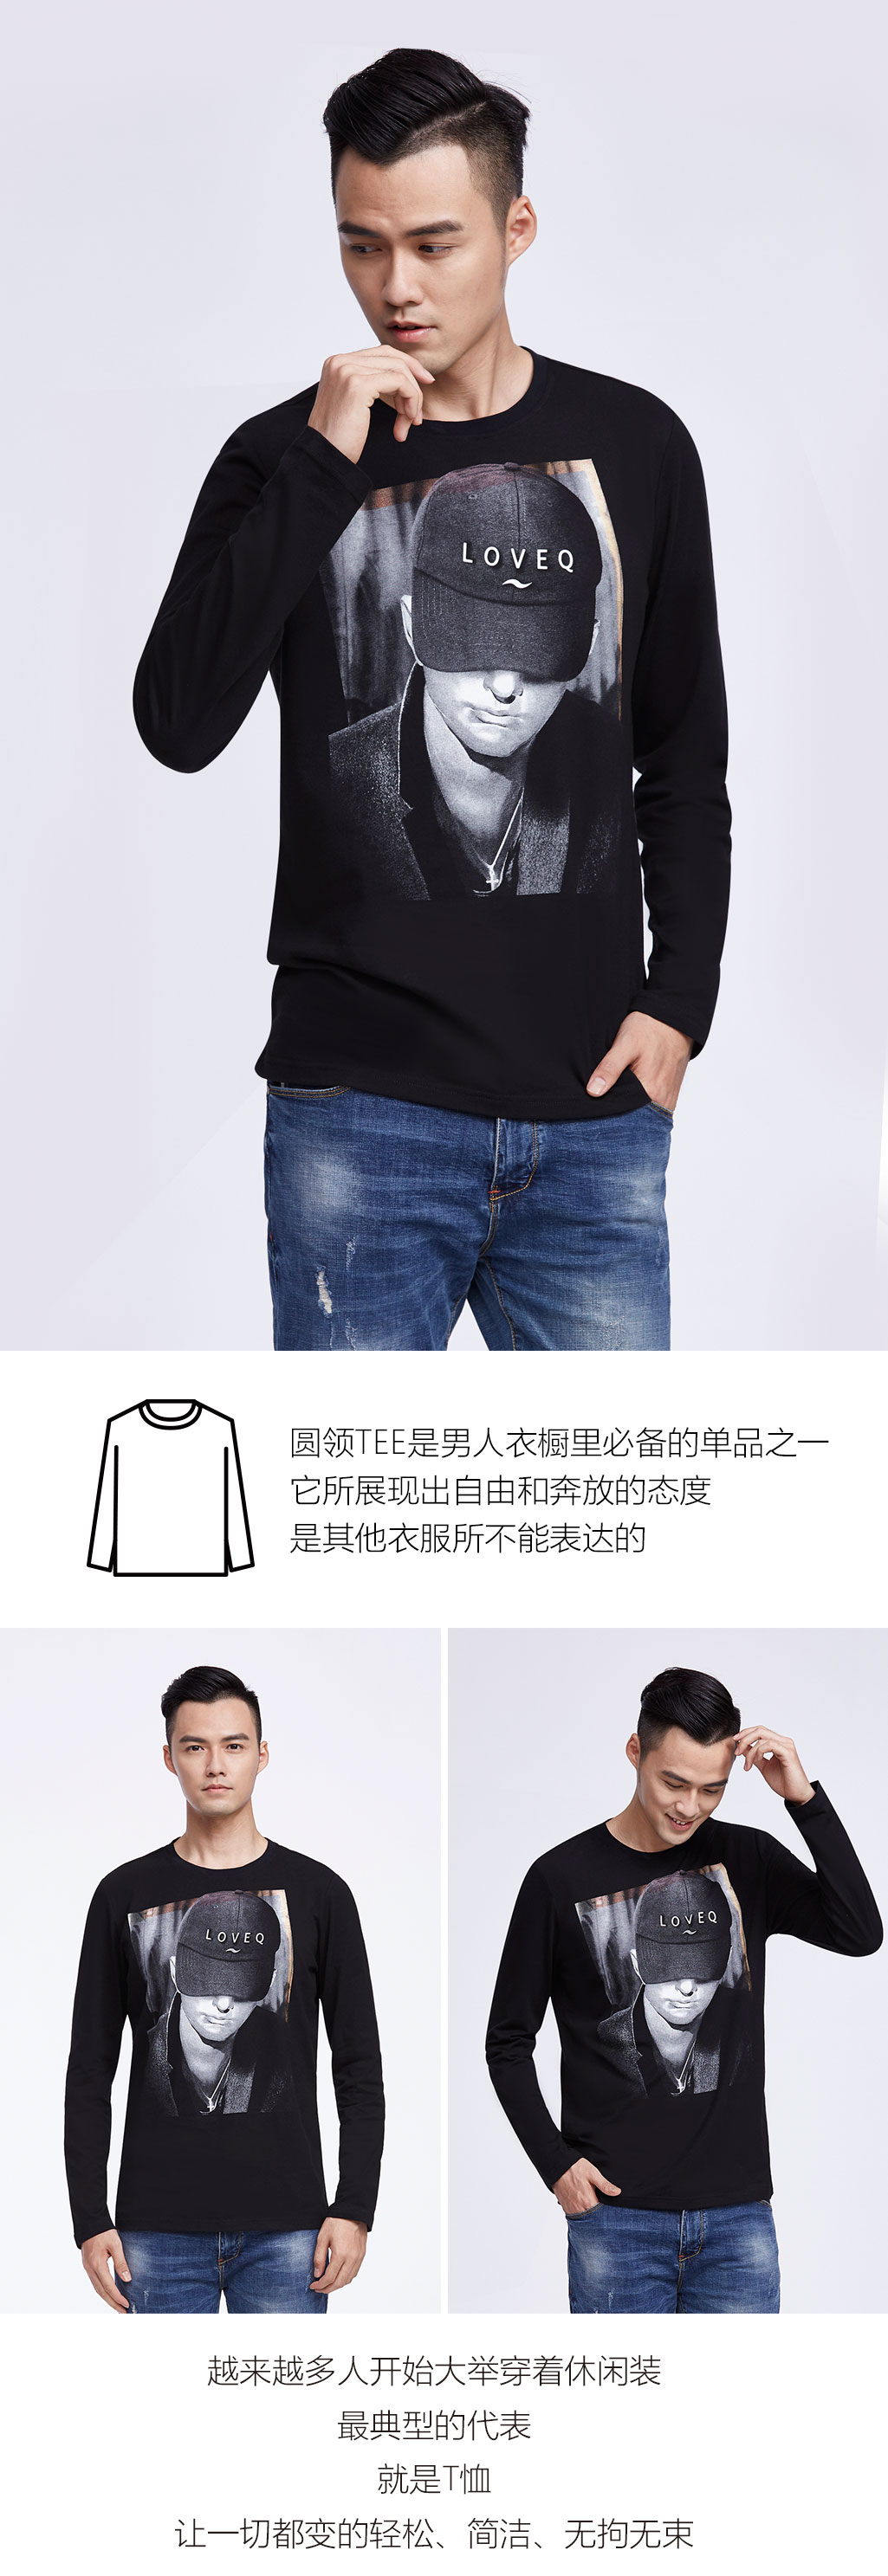 LOVEQ
圆领TEE是男人衣橱里必备的单品之一
它所展现出自由和奔放的态度
是其他衣服所不能表达的
LOVEQ
LOVEQ
越来越多人开始大举穿着休闲装
最典型的代表
就是T恤
让一切都变的轻松、简洁、无拘无束